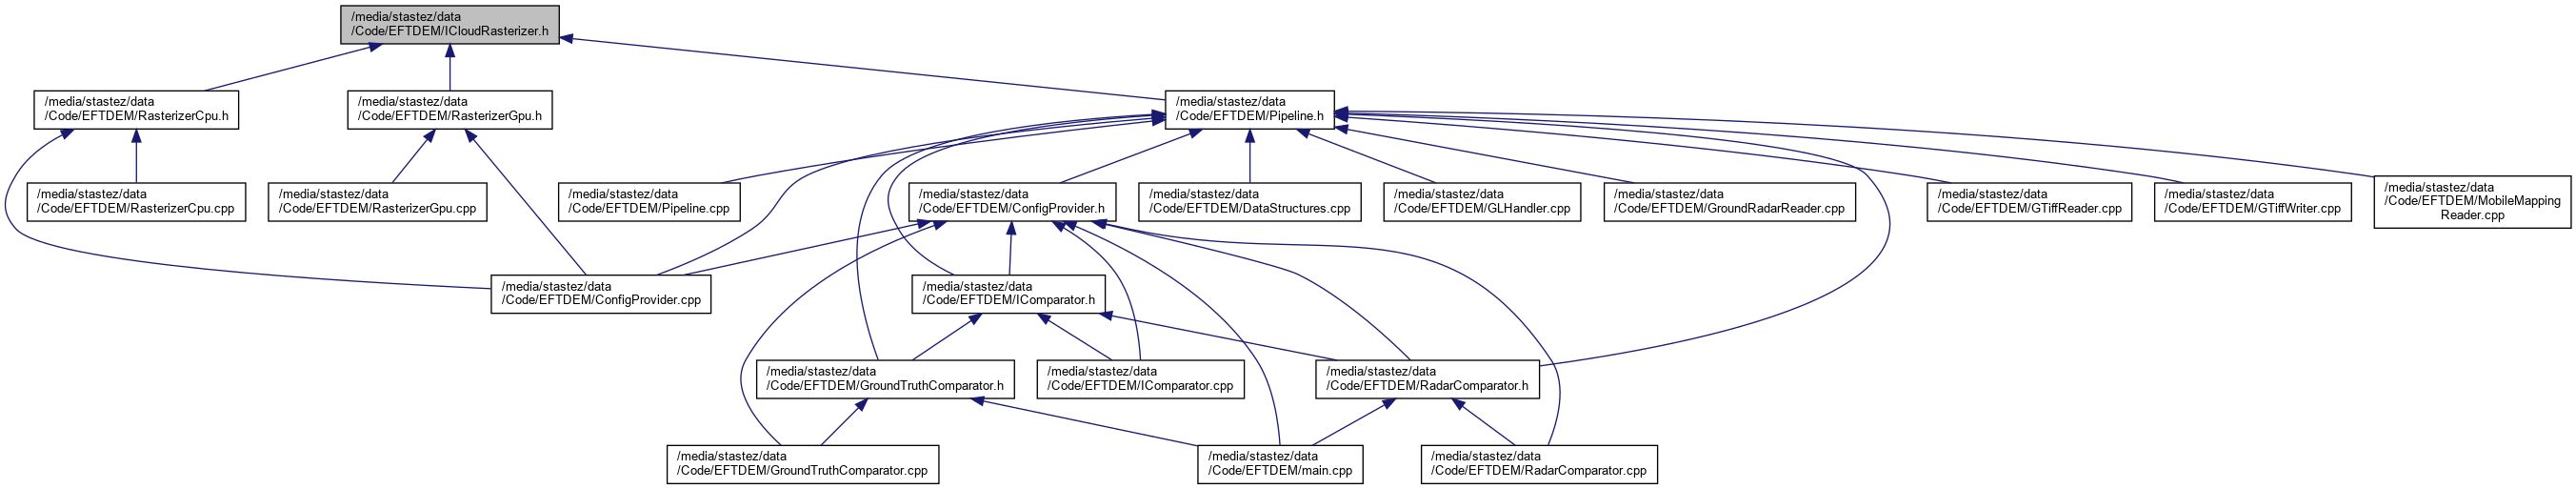 /media/stastez/data
/Code/EFTDEM/ICloudRasterizer.h
/media/stastez/data
/Code/EFTDEM/RasterizerCpu.h
/media/stastez/data
/Code/EFTDEM/RasterizerGpu.h
/media/stastez/data
/Code/EFTDEM/Pipeline.h
/media/stastez/data
/Code/EFTDEM/RasterizerCpu.cpp
/media/stastez/data
/Code/EFTDEM/RasterizerGpu.cpp
/media/stastez/data
/Code/EFTDEM/Pipeline.cpp
/media/stastez/data
/Code/EFTDEM/ConfigProvider.h
/media/stastez/data
/Code/EFTDEM/DataStructures.cpp
/media/stastez/data
/Code/EFTDEM/GLHandler.cpp
/media/stastez/data
/Code/EFTDEM/GroundRadarReader.cpp
/media/stastez/data
/Code/EFTDEM/GTiffReader.cpp
/media/stastez/data
/Code/EFTDEM/GTiffWriter.cpp
/media/stastez/data
/Code/EFTDEM/MobileMapping
Reader.cpp
/media/stastez/data
/Code/EFTDEM/ConfigProvider.cpp
/media/stastez/data
/Code/EFTDEM/IComparator.h
/media/stastez/data
/Code/EFTDEM/GroundTruthComparator.h
/media/stastez/data
/Code/EFTDEM/IComparator.cpp
/media/stastez/data
/Code/EFTDEM/RadarComparator.h
/media/stastez/data
/Code/EFTDEM/GroundTruthComparator.cpp
/media/stastez/data
/Code/EFTDEM/main.cpp
/media/stastez/data
/Code/EFTDEM/RadarComparator.cpp